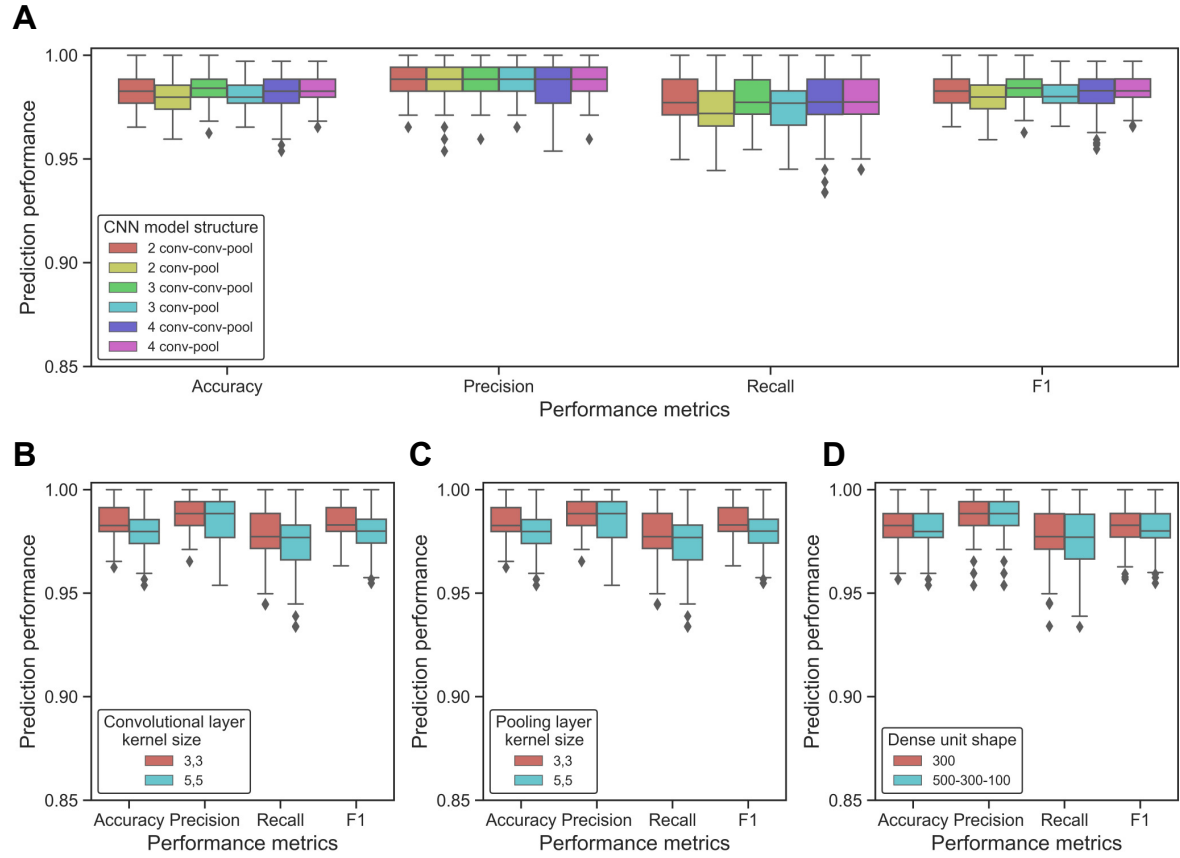 A
Prediction performance
1.00
0.95
0.90
0.85
CNN model structure
2 conv-conv-pool
2 conv-pool
3 conv-conv-pool
3 conv-pool
4 conv-conv-pool
4 conv-pool
Accuracy
Precision
Recall
F1
Performance metrics
B
Prediction performance
1.00
0.95
0.90
0.85
Convolutional layer
kernel size
3,3
5,5
Accuracy Precision Recall F1
Performance metrics
C
Prediction performance
1.00
0.95
0.90
0.85
Pooling layer
kernel size
3,3
5,5
Accuracy Precision Recall F1
Performance metrics
D
Prediction performance
1.00
0.95
0.90
0.85
Dense unit shape
300
500-300-100
Accuracy Precision Recall F1
Performance metrics